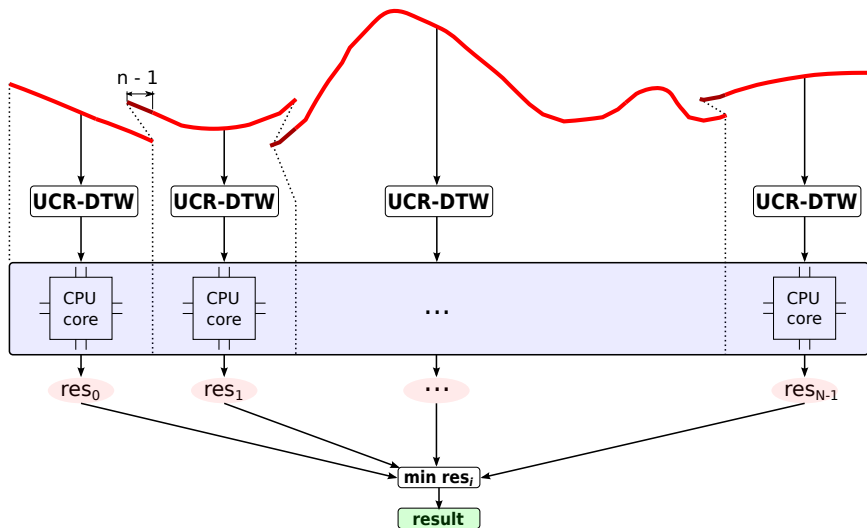 n - 1
UCR-DTW UCR-DTW UCR-DTW UCR-DTW
CPU core
CPU core
...
CPU core
res₀ res₁ ... res_N-1
min resᵢ
result